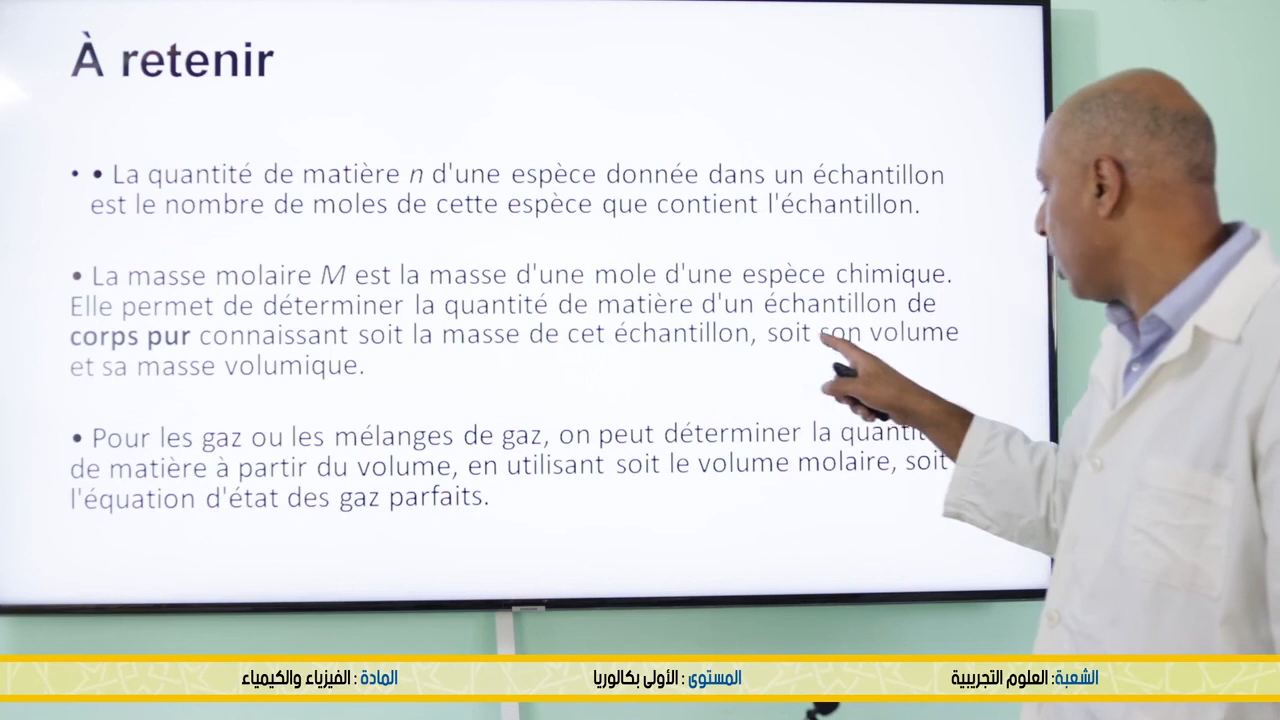 À retenir
• • La quantité de matière n d'une espèce donnée dans un échantillon
est le nombre de moles de cette espèce que contient l'échantillon.
• La masse molaire M est la masse d'une mole d'une espèce chimique.
Elle permet de déterminer la quantité de matière d'un échantillon de
corps pur connaissant soit la masse de cet échantillon, soit son volume
et sa masse volumique.
• Pour les gaz ou les mélanges de gaz, on peut déterminer la quantité
de matière à partir du volume, en utilisant soit le volume molaire, soit
l'équation d'état des gaz parfaits.
الشعبة: العلوم التجريبية
المستوى : الأولى بكالوريا
المادة : الفيزياء والكيمياء